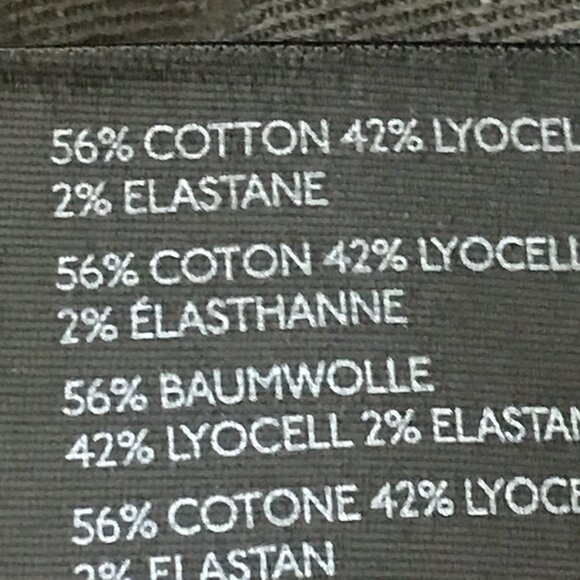 56% COTTON 42% LYOCEL
2% ELASTANE
56% COTON 42% LYOCELL
2% ÉLASTHANNE
56% BAUMWOLLE
42% LYOCELL 2% ELASTAN
56% COTONE 42% LYOCE
2% ELASTAN